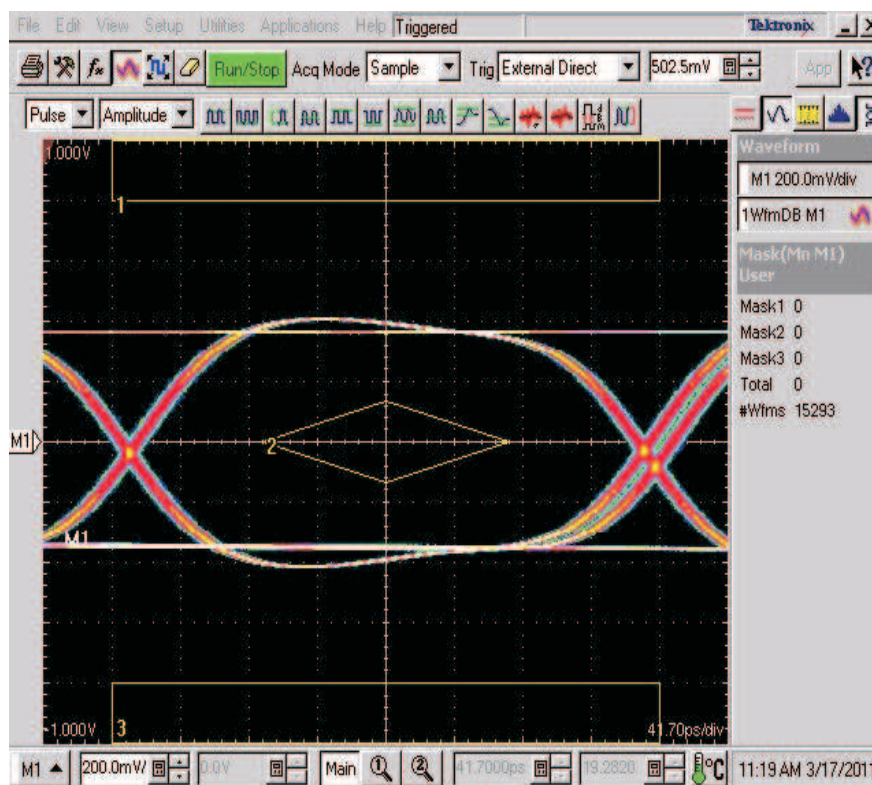 File Edit View Setup Utilities Applications Help Triggered Tektronix
Run/Stop Acq Mode Sample Trig External Direct 502.5mV App
Pulse Amplitude
1.000V
1
Waveform
M1 200.0mV/div
1WfmDB M1
Mask(Mn M1)
User
Mask1 0
Mask2 0
Mask3 0
Total 0
#Wfms 15293
2
M1
M1
3
-1.000V
41.70ps/div
M1 200.0mV/ 0.0V Main 1 2 41.7000ps 19.2820 °C 11:19 AM 3/17/2011